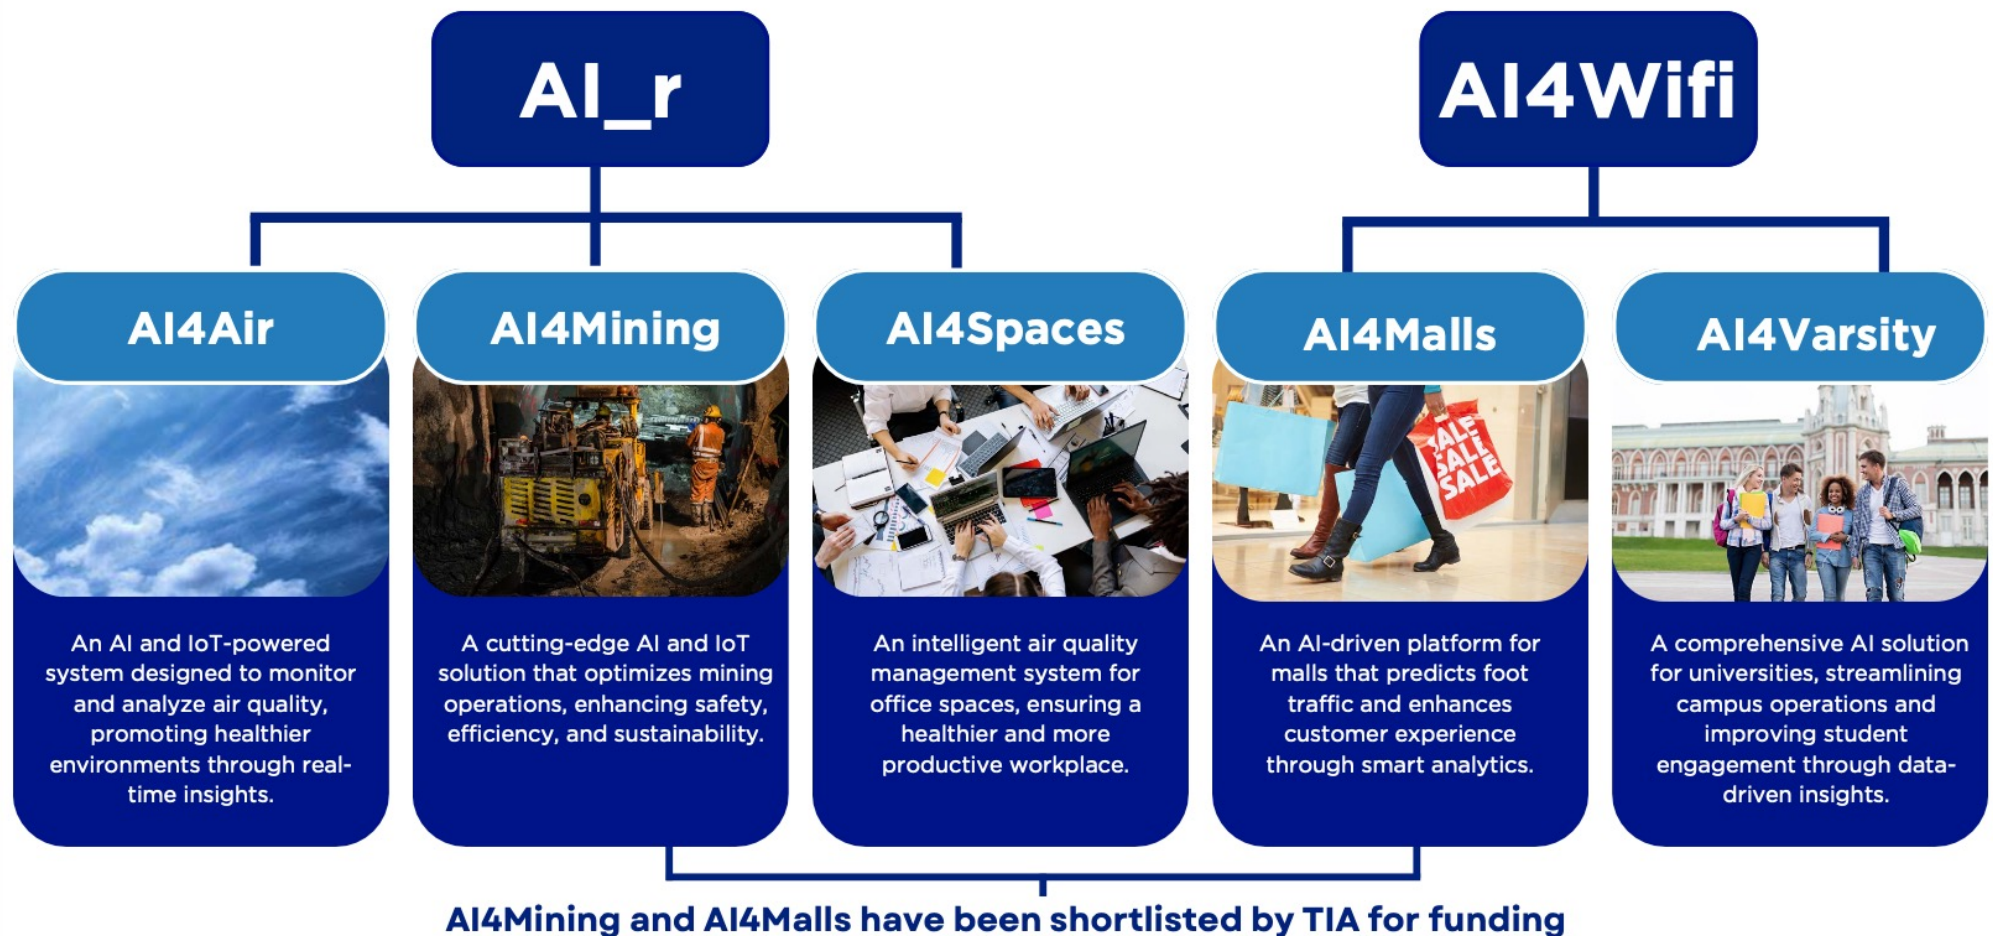 AI_r
AI4Wifi
AI4Air
AI4Mining
AI4Spaces
AI4Malls
AI4Varsity
SALE
SALE
SALE
An AI and IoT-powered
system designed to monitor
and analyze air quality,
promoting healthier
environments through real-
time insights.
A cutting-edge AI and IoT
solution that optimizes mining
operations, enhancing safety,
efficiency, and sustainability.
An intelligent air quality
management system for
office spaces, ensuring a
healthier and more
productive workplace.
An AI-driven platform for
malls that predicts foot
traffic and enhances
customer experience
through smart analytics.
A comprehensive AI solution
for universities, streamlining
campus operations and
improving student
engagement through data-
driven insights.
AI4Mining and AI4Malls have been shortlisted by TIA for funding